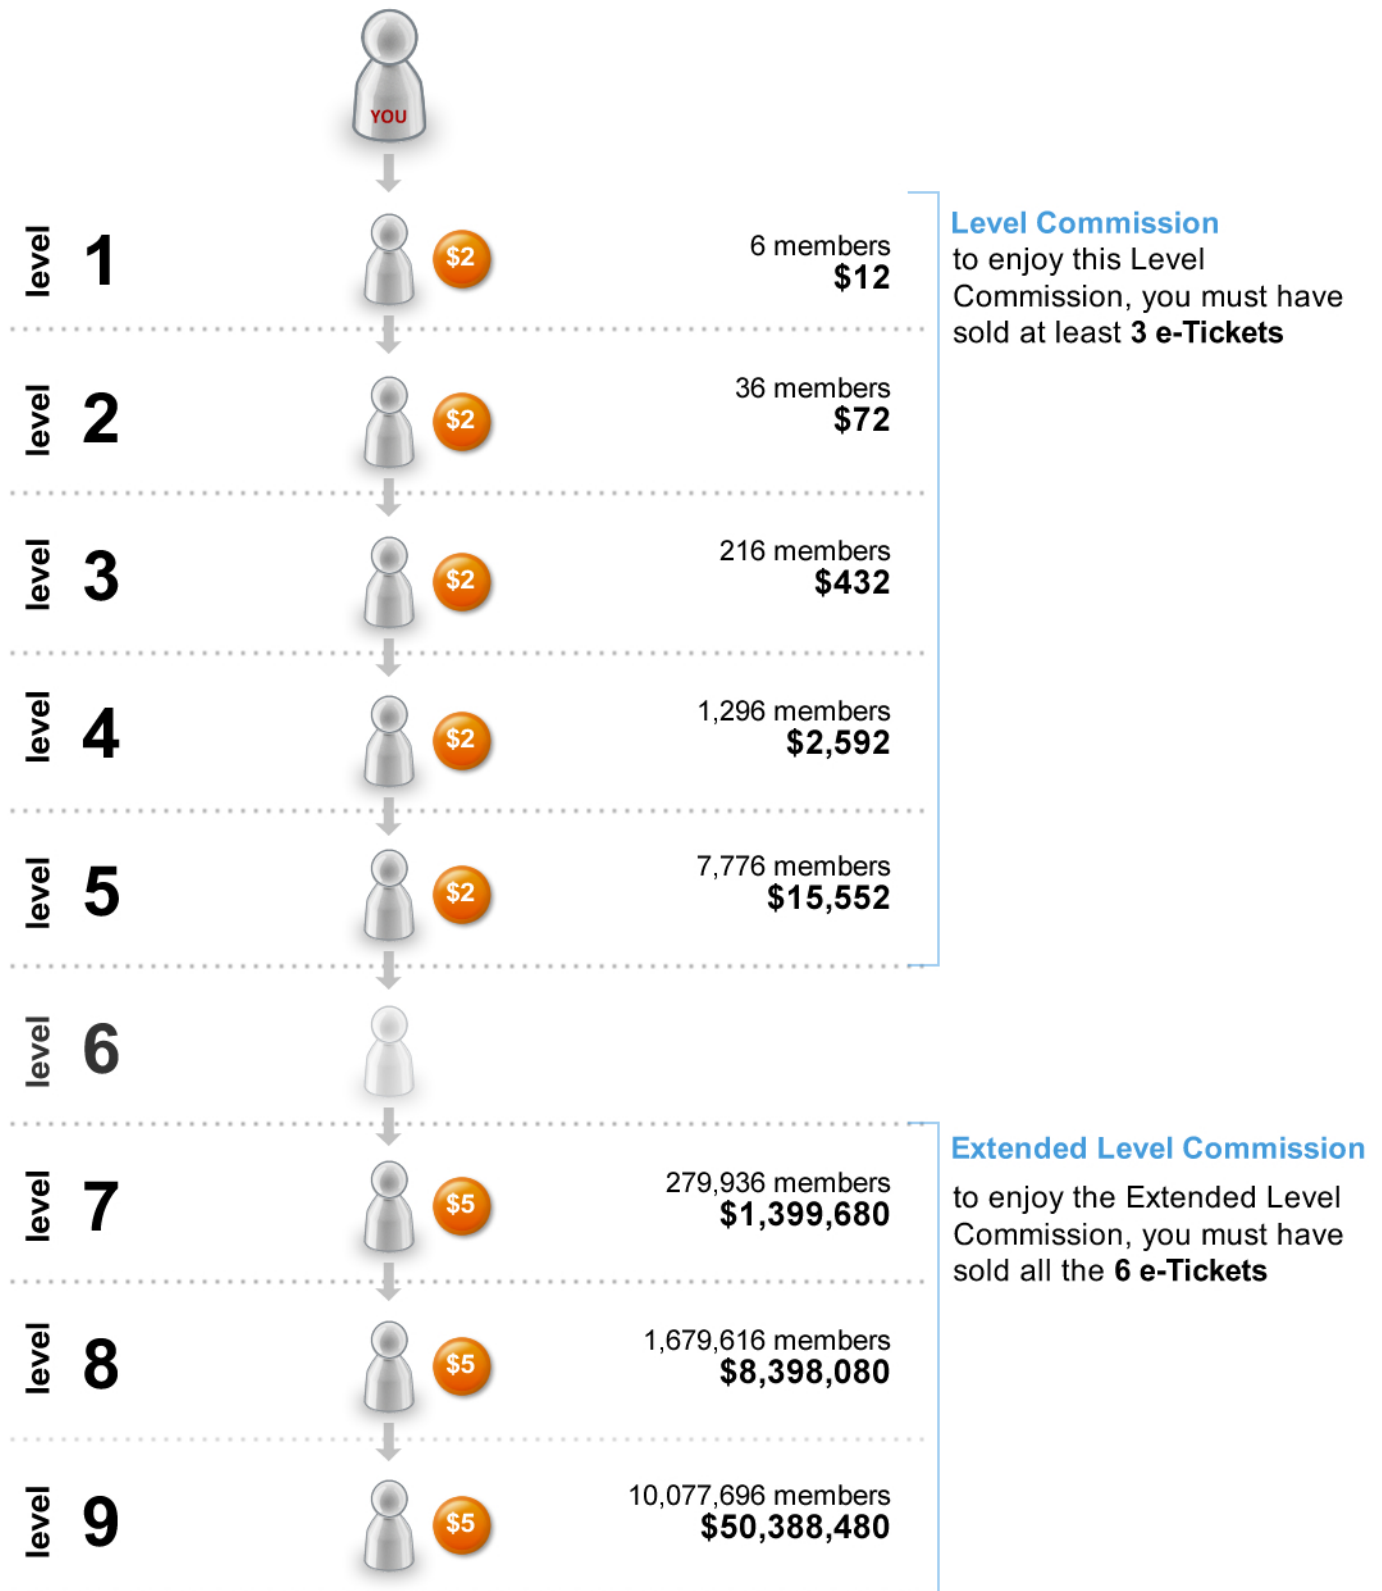 YOU
level 1
$2
6 members
$12
Level Commission
to enjoy this Level
Commission, you must have
sold at least 3 e-Tickets
level 2
$2
36 members
$72
level 3
$2
216 members
$432
level 4
$2
1,296 members
$2,592
level 5
$2
7,776 members
$15,552
level 6
level 7
$5
279,936 members
$1,399,680
Extended Level Commission
to enjoy the Extended Level
Commission, you must have
sold all the 6 e-Tickets
level 8
$5
1,679,616 members
$8,398,080
level 9
$5
10,077,696 members
$50,388,480